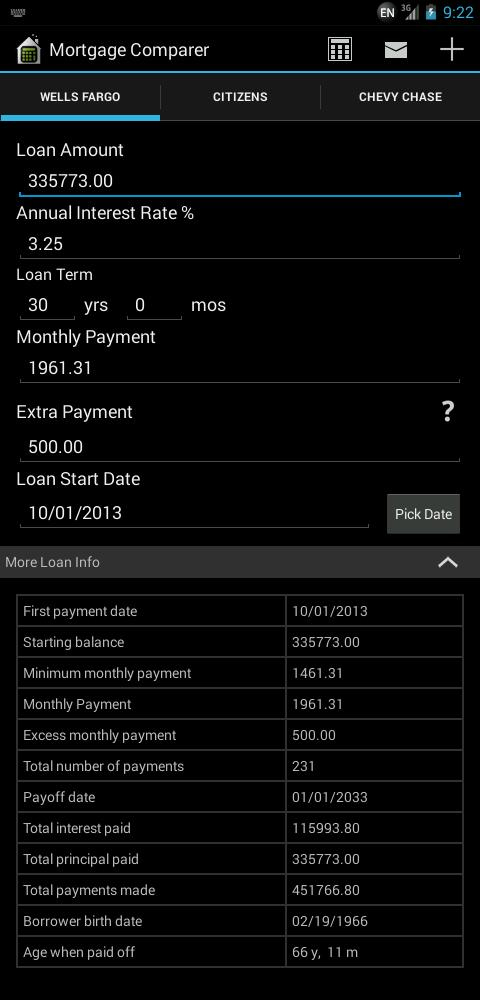 EN 3G 9:22
Mortgage Comparer
WELLS FARGO CITIZENS CHEVY CHASE
Loan Amount
335773.00
Annual Interest Rate %
3.25
Loan Term
30 yrs 0 mos
Monthly Payment
1961.31
Extra Payment ?
500.00
Loan Start Date
10/01/2013 Pick Date
More Loan Info
First payment date 10/01/2013
Starting balance 335773.00
Minimum monthly payment 1461.31
Monthly Payment 1961.31
Excess monthly payment 500.00
Total number of payments 231
Payoff date 01/01/2033
Total interest paid 115993.80
Total principal paid 335773.00
Total payments made 451766.80
Borrower birth date 02/19/1966
Age when paid off 66 y, 11 m